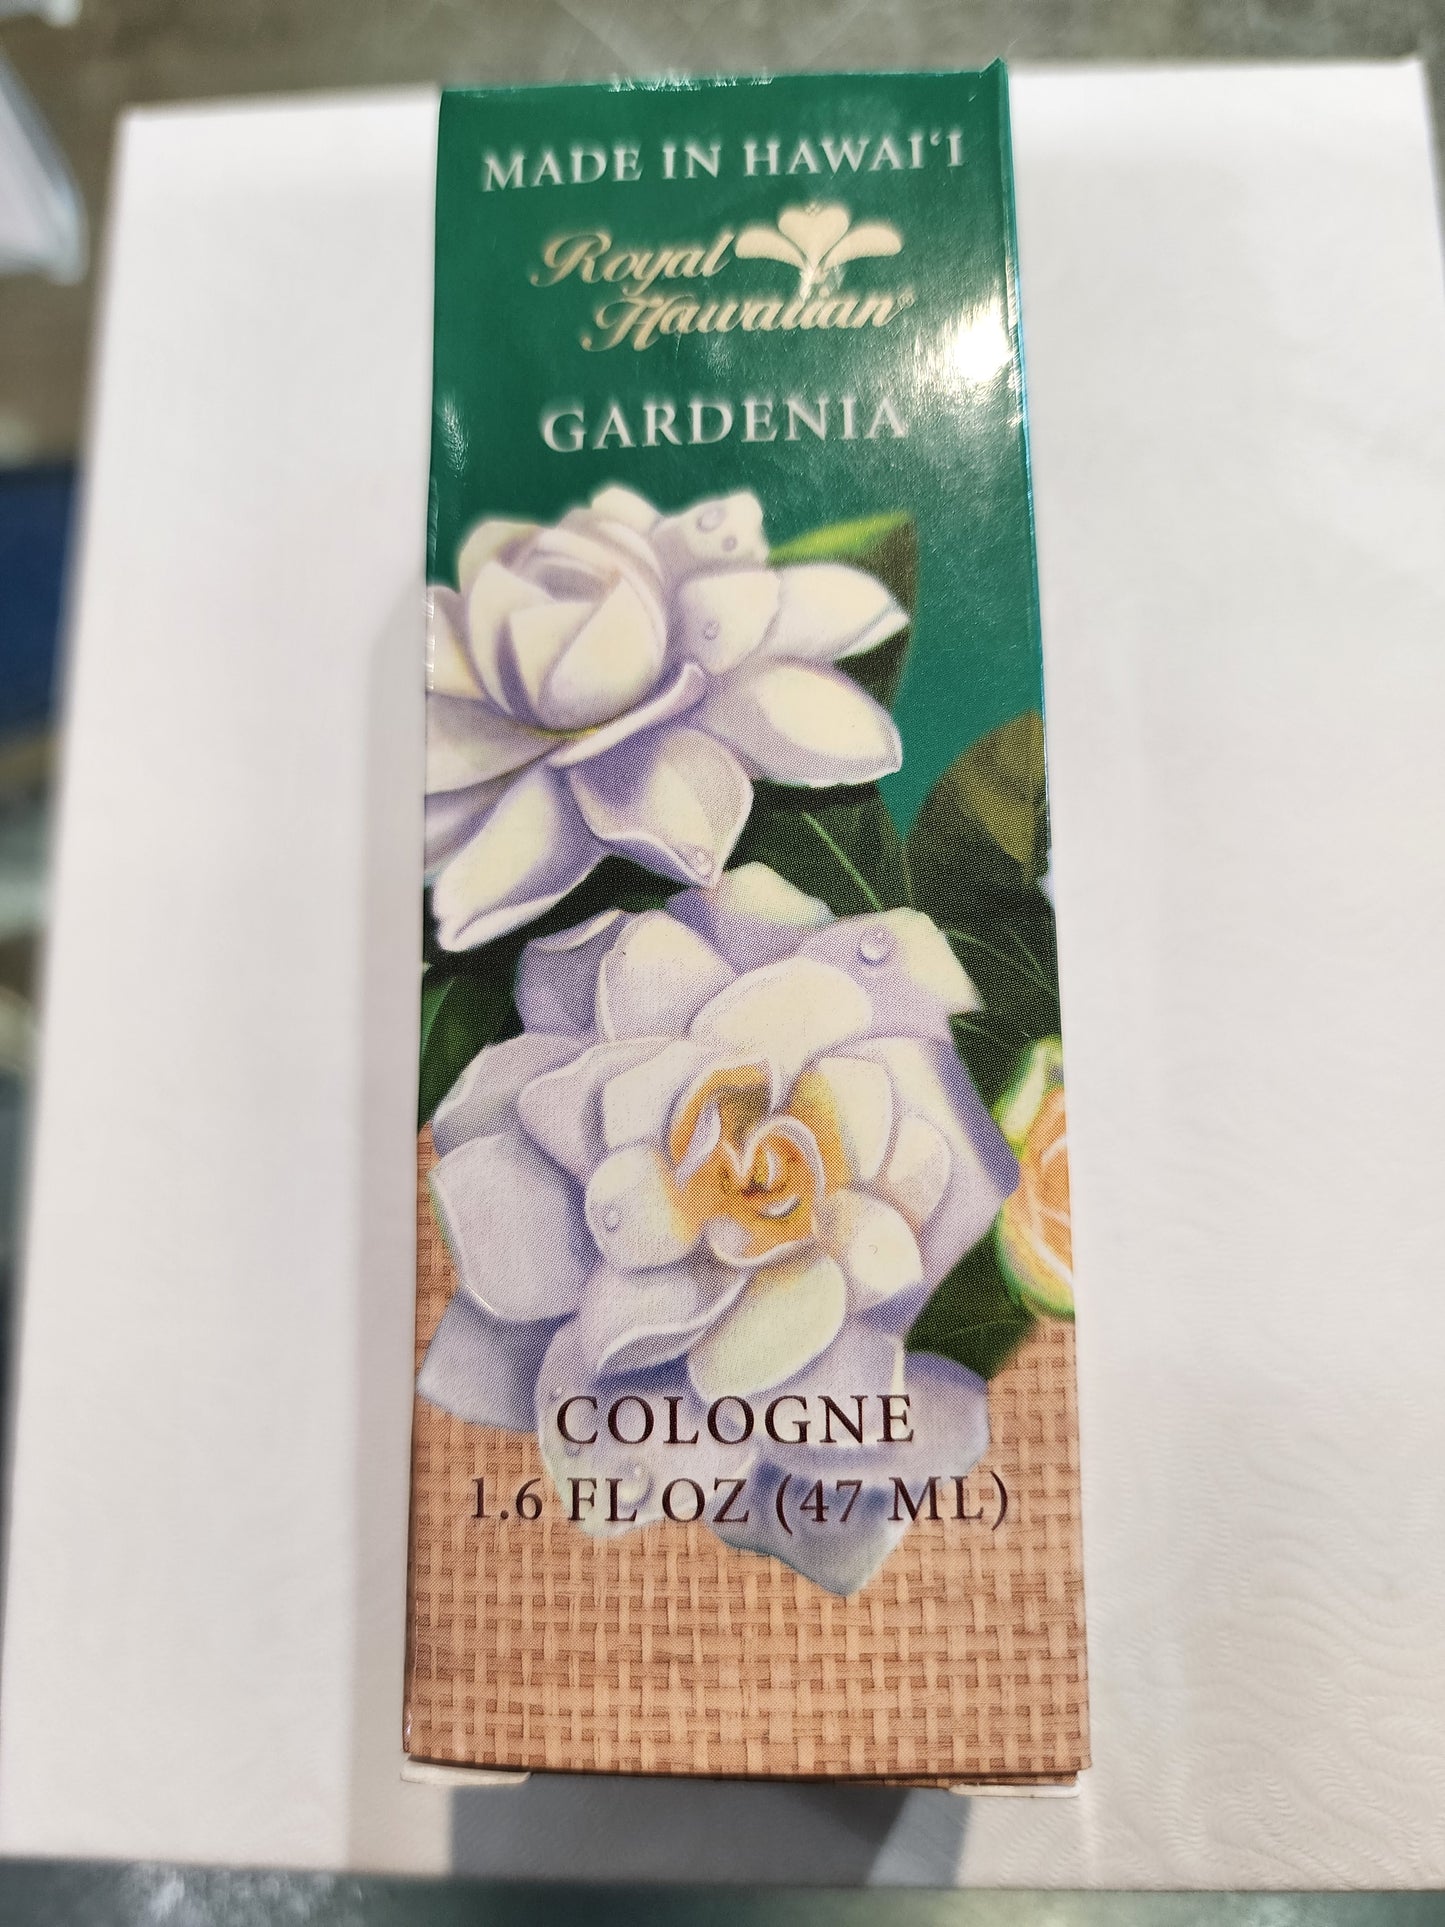 MADE IN HAWAI‘I
Royal
Hawaiian®
GARDENIA
COLOGNE
1.6 FL OZ (47 ML)